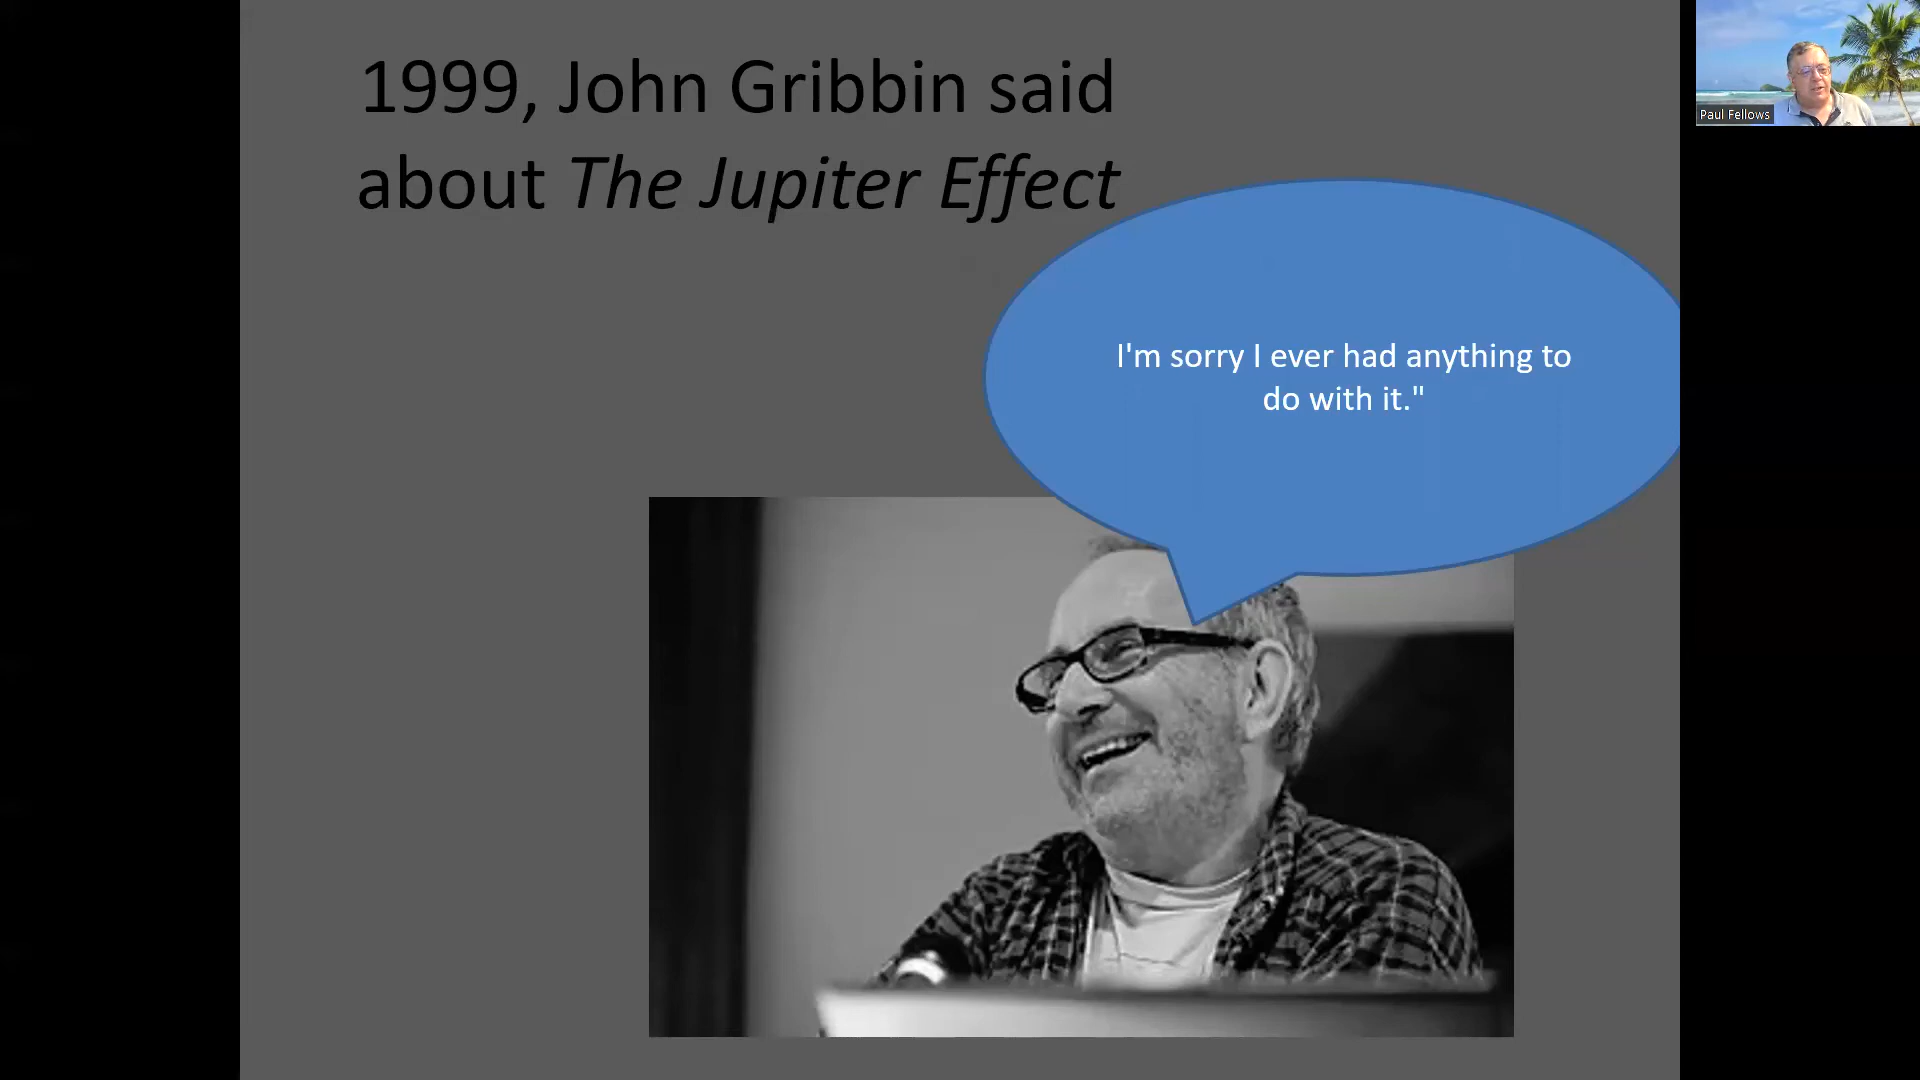 1999, John Gribbin said
about The Jupiter Effect
I'm sorry I ever had anything to
do with it."
Paul Fellows